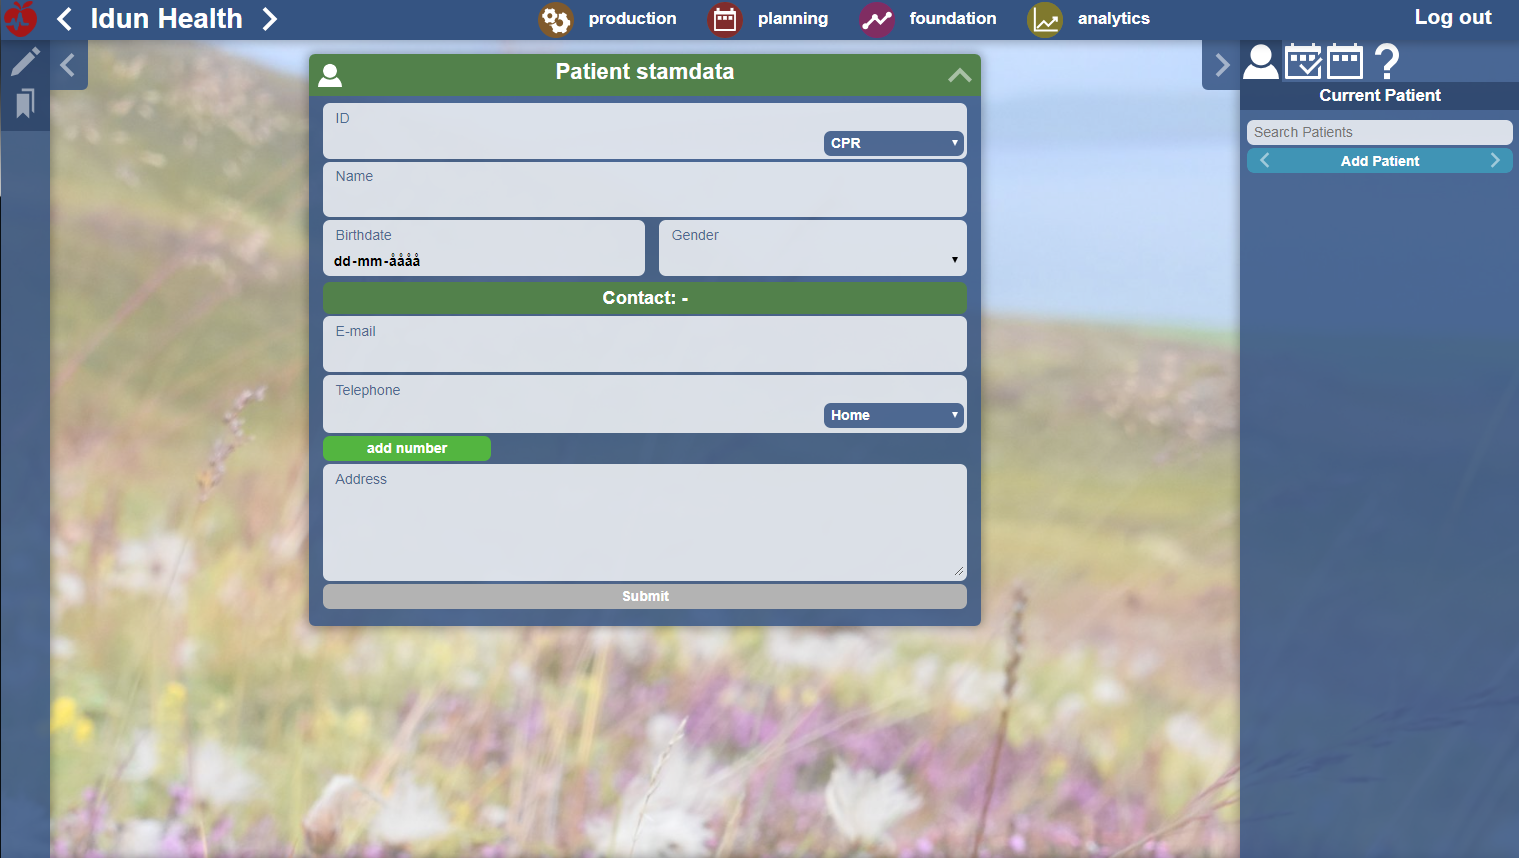 Idun Health
production
planning
foundation
analytics
Log out
Patient stamdata
ID
CPR
Name
Birthdate
Gender
dd-mm-åååå
Contact: -
E-mail
Telephone
Home
add number
Address
Submit
Current Patient
Search Patients
Add Patient